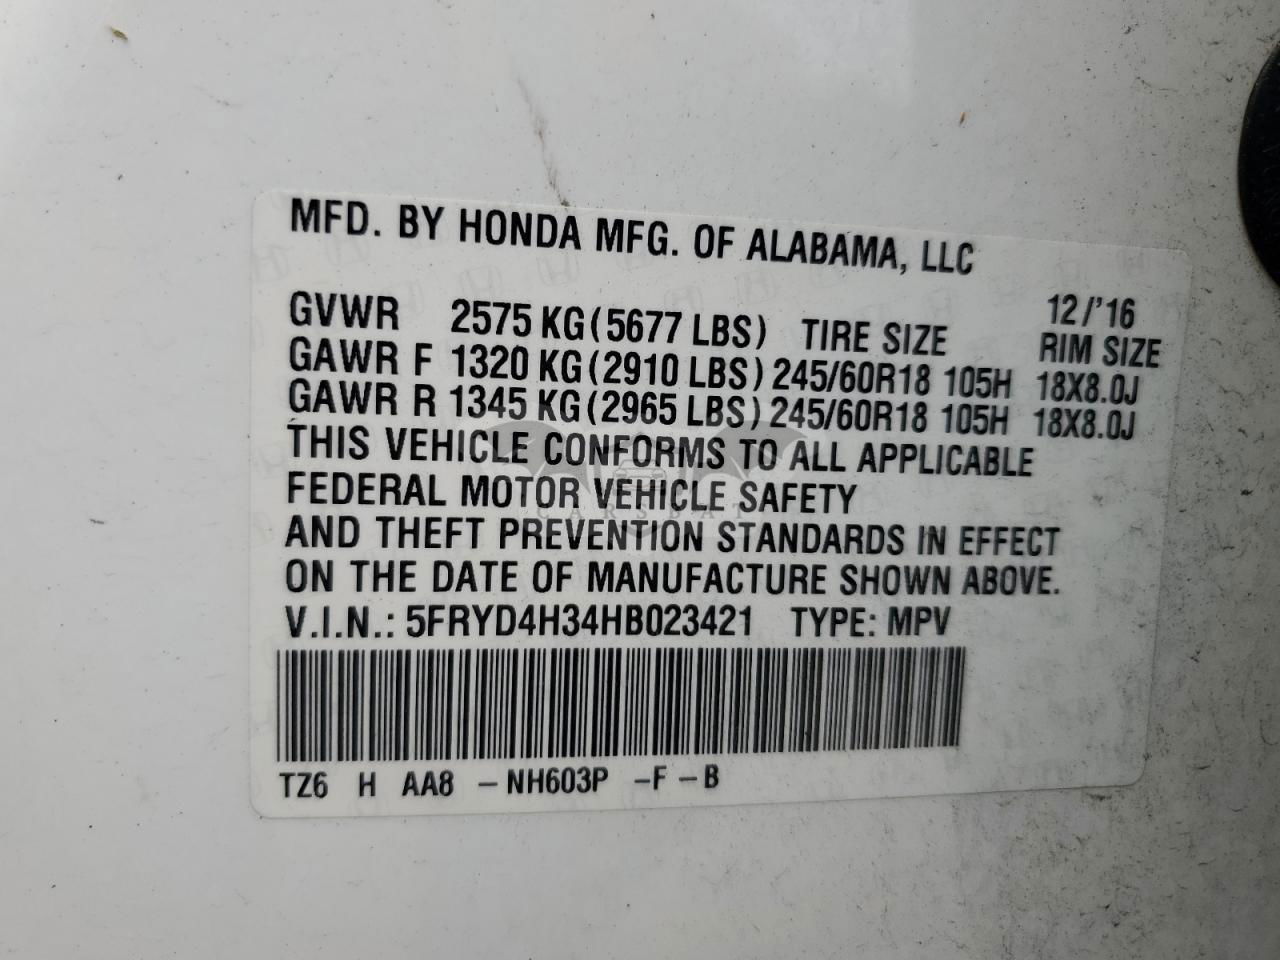 MFD. BY HONDA MFG. OF ALABAMA, LLC
12/'16
GVWR 2575 KG(5677 LBS) TIRE SIZE RIM SIZE
GAWR F 1320 KG(2910 LBS) 245/60R18 105H 18X8.0J
GAWR R 1345 KG(2965 LBS) 245/60R18 105H 18X8.0J
THIS VEHICLE CONFORMS TO ALL APPLICABLE
FEDERAL MOTOR VEHICLE SAFETY
CARSBAT
AND THEFT PREVENTION STANDARDS IN EFFECT
ON THE DATE OF MANUFACTURE SHOWN ABOVE.
V.I.N.: 5FRYD4H34HB023421 TYPE: MPV
TZ6 H AA8 – NH603P –F – B